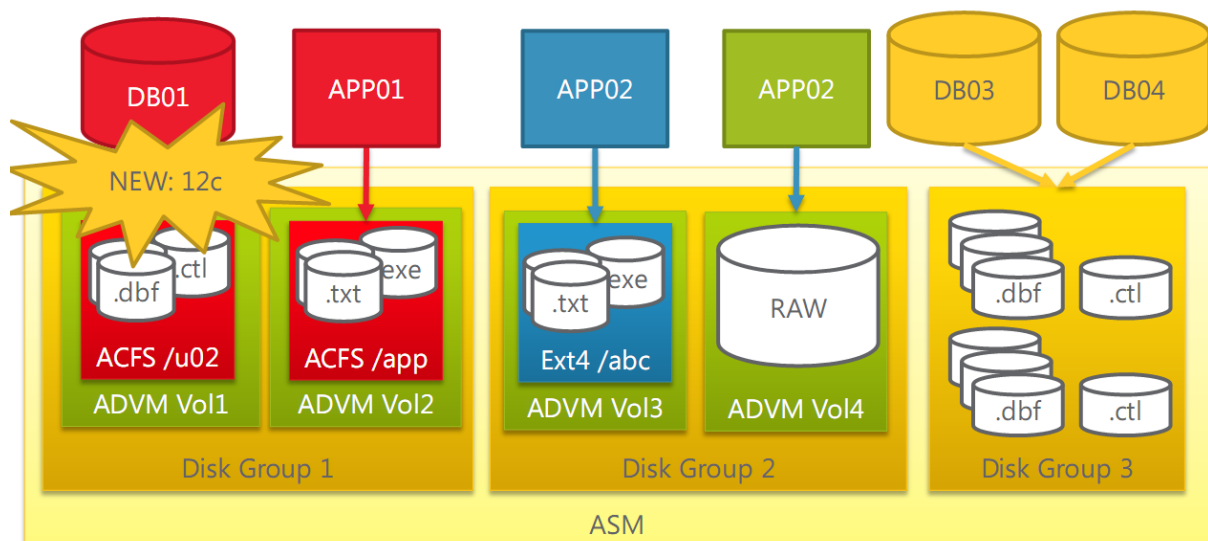 DB01
APP01
APP02
APP02
DB03
DB04
NEW: 12c
.dbf
.ctl
ACFS /u02
ADVM Vol1
.txt
exe
ACFS /app
ADVM Vol2
Disk Group 1
.txt
exe
Ext4 /abc
ADVM Vol3
RAW
ADVM Vol4
Disk Group 2
.dbf
.ctl
.dbf
.ctl
Disk Group 3
ASM